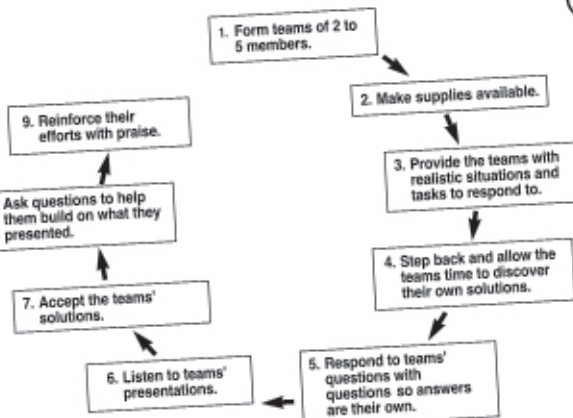 1. Form teams of 2 to
5 members.
2. Make supplies available.
3. Provide the teams with
realistic situations and
tasks to respond to.
4. Step back and allow the
teams time to discover
their own solutions.
5. Respond to teams'
questions with
questions so answers
are their own.
6. Listen to teams'
presentations.
7. Accept the teams'
solutions.
Ask questions to help
them build on what they
presented.
9. Reinforce their
efforts with praise.